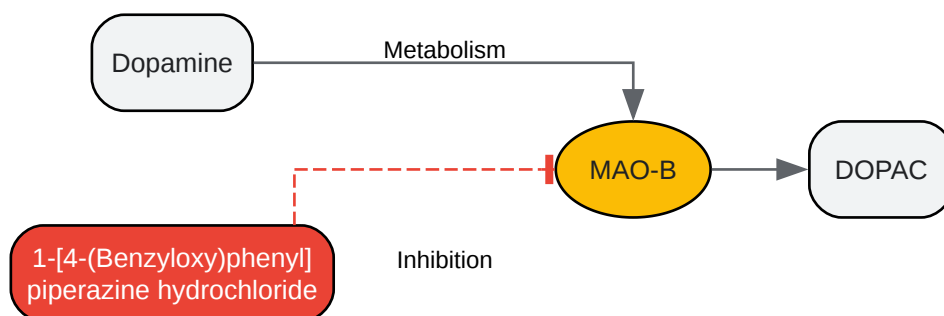 Dopamine
Metabolism
MAO-B
DOPAC
1-[4-(Benzyloxy)phenyl]
piperazine hydrochloride
Inhibition